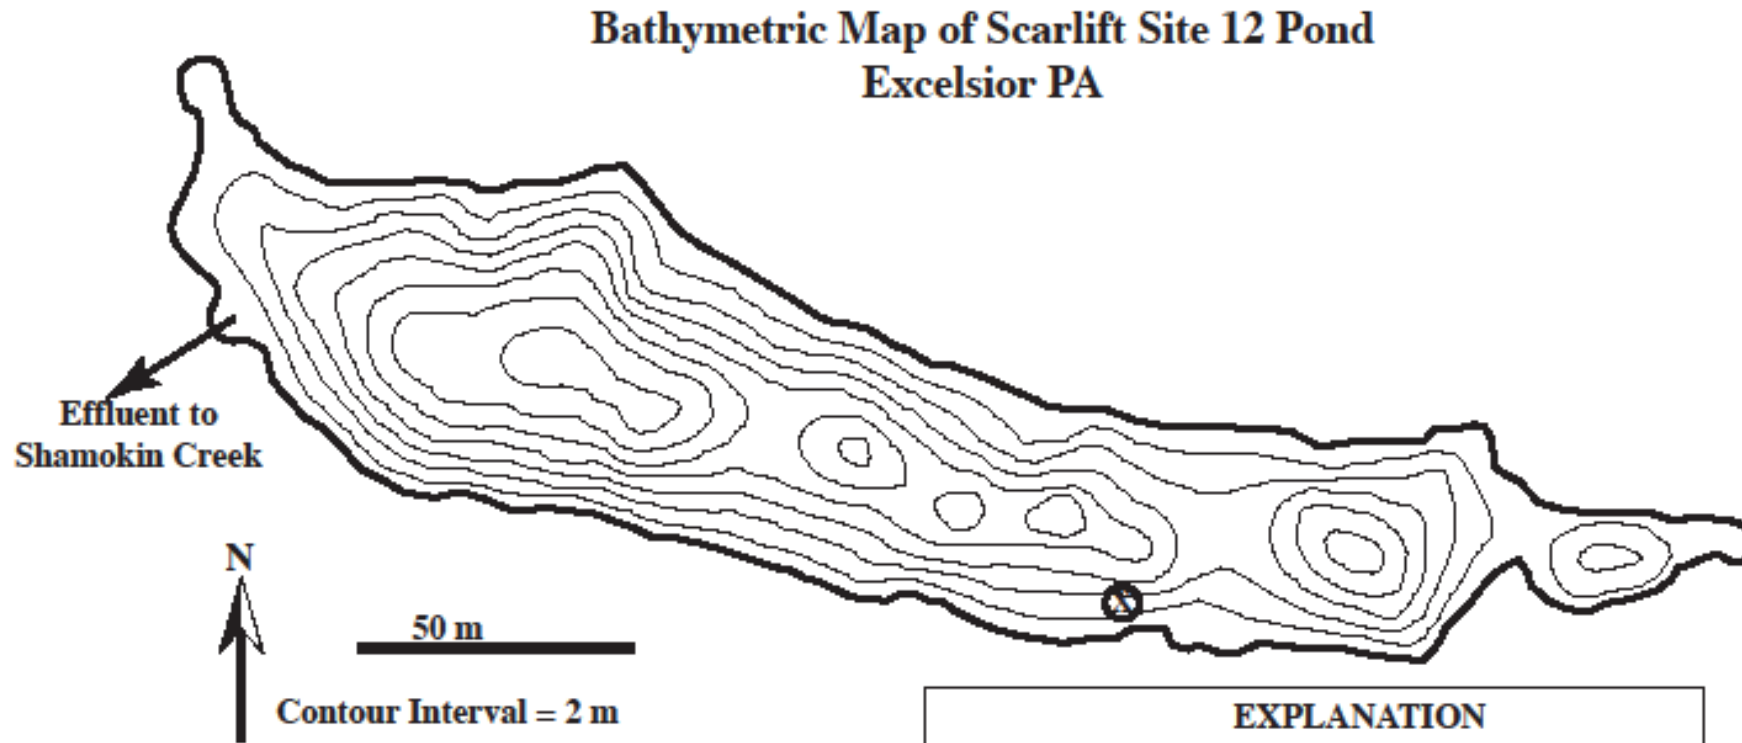 Bathymetric Map of Scarlift Site 12 Pond
Excelsior PA
Effluent to
Shamokin Creek
N
50 m
X
Contour Interval = 2 m
EXPLANATION